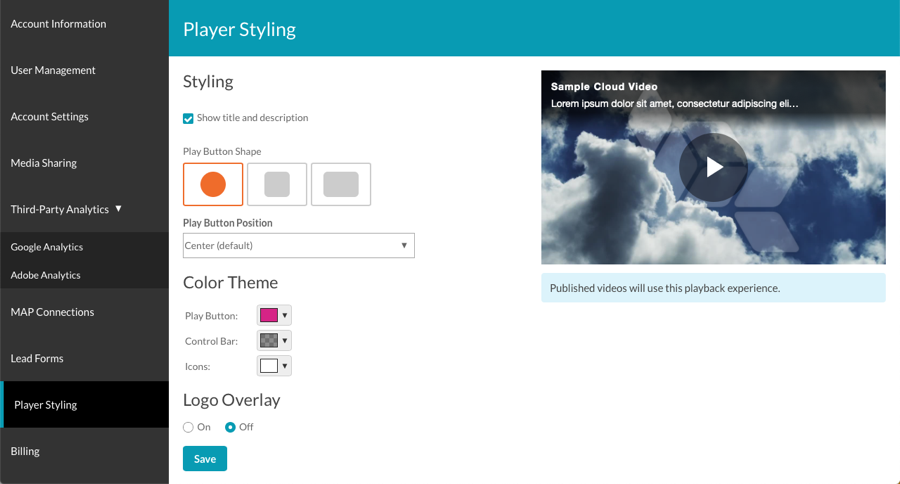 Account Information
User Management
Account Settings
Media Sharing
Third-Party Analytics
Google Analytics
Adobe Analytics
MAP Connections
Lead Forms
Player Styling
Billing
Player Styling
Styling
Show title and description
Play Button Shape
Play Button Position
Center (default)
Color Theme
Play Button:
Control Bar:
Icons:
Logo Overlay
On Off
Save
Sample Cloud Video
Lorem ipsum dolor sit amet, consectetur adipiscing eli...
Published videos will use this playback experience.